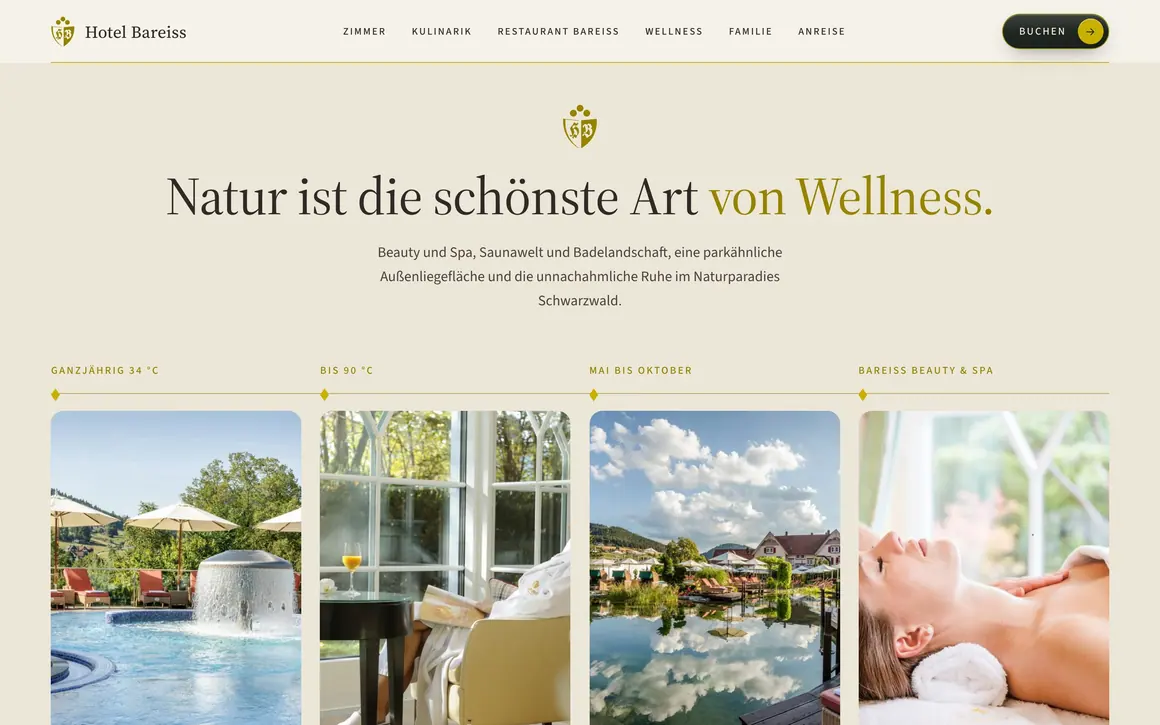 Hotel Bareiss
ZIMMER
KULINARIK
RESTAURANT BAREISS
WELLNESS
FAMILIE
ANREISE
BUCHEN
HB
Natur ist die schönste Art von Wellness.
Beauty und Spa, Saunawelt und Badelandschaft, eine parkähnliche
Außenliegefläche und die unnachahmliche Ruhe im Naturparadies
Schwarzwald.
GANZJÄHRIG 34 °C
BIS 90 °C
MAI BIS OKTOBER
BAREISS BEAUTY & SPA